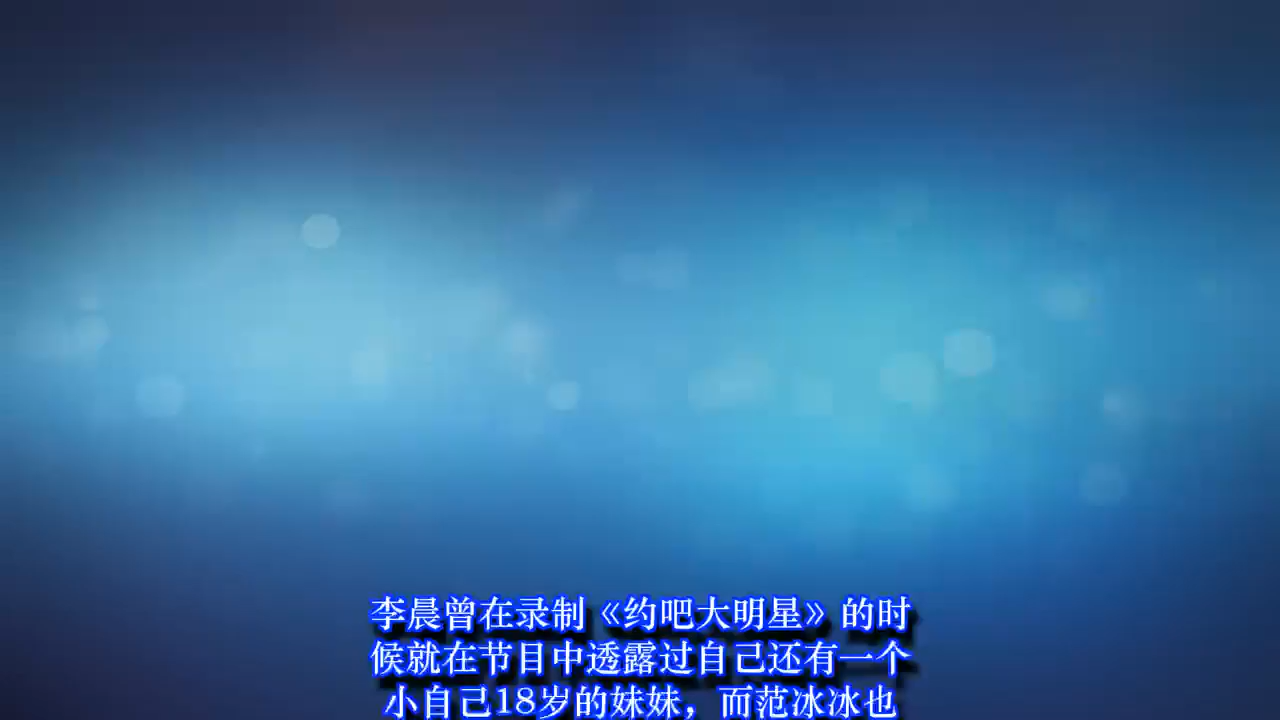 李晨曾在录制《约吧大明星》的时
候就在节目中透露过自己还有一个
小自己18岁的妹妹，而范冰冰也